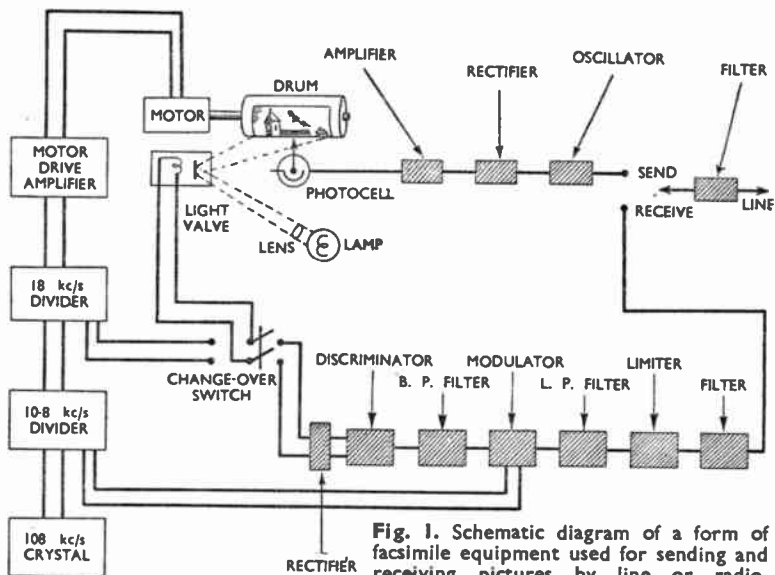 AMPLIFIER
RECTIFIER
OSCILLATOR
FILTER
DRUM
MOTOR
MOTOR
DRIVE
AMPLIFIER
PHOTOCELL
SEND
RECEIVE
LINE
LIGHT
VALVE
LENS
LAMP
18 kc/s
DIVIDER
CHANGE-OVER
SWITCH
DISCRIMINATOR
B. P. FILTER
MODULATOR
L. P. FILTER
LIMITER
FILTER
10·8 kc/s
DIVIDER
108 kc/s
CRYSTAL
RECTIFIER
Fig. 1. Schematic diagram of a form of
facsimile equipment used for sending and
receiving pictures by line or radio.